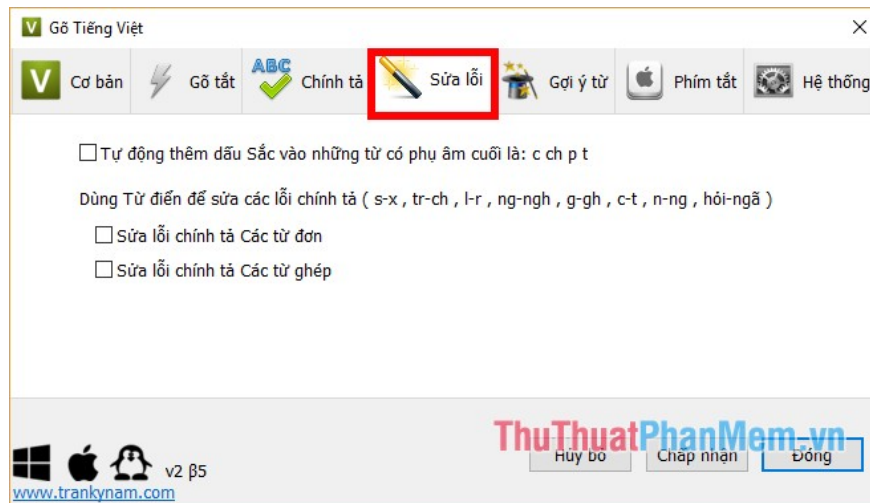 V Gõ Tiếng Việt
V Cơ bản Gõ tắt ABC Chính tả Sửa lỗi Gợi ý từ Phím tắt Hệ thống
Tự động thêm dấu Sắc vào những từ có phụ âm cuối là: c ch p t
Dùng Từ điển để sửa các lỗi chính tả ( s-x , tr-ch , l-r , ng-ngh , g-gh , c-t , n-ng , hỏi-ngã )
Sửa lỗi chính tả Các từ đơn
Sửa lỗi chính tả Các từ ghép
ThuThuatPhanMem.vn
Hủy bỏ Chấp nhận Đóng
v2 β5
www.trankynam.com